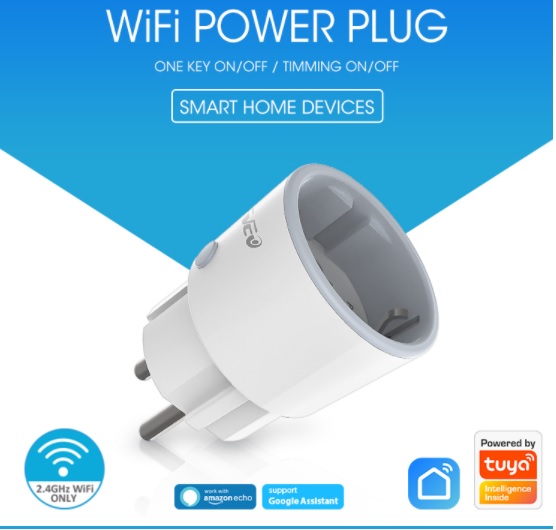 WiFi POWER PLUG
ONE KEY ON/OFF / TIMMING ON/OFF
SMART HOME DEVICES
2.4GHz WiFi
ONLY
work with
amazon echo
support
Google Assistant
Powered by
tuya
Intelligence
Inside